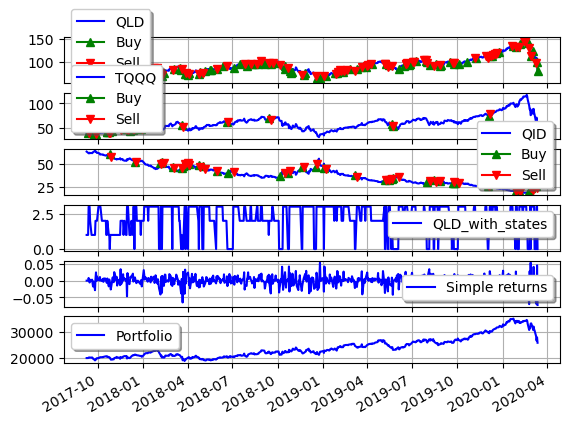 QLD
Buy
Sell
150
100
TQQQ
Buy
Sell
100
50
QID
Buy
Sell
50
25
2.5
0.0
QLD_with_states
0.05
0.00
−0.05
Simple returns
30000
20000
Portfolio
2017-10 2018-01 2018-04 2018-07 2018-10 2019-01 2019-04 2019-07 2019-10 2020-01 2020-04